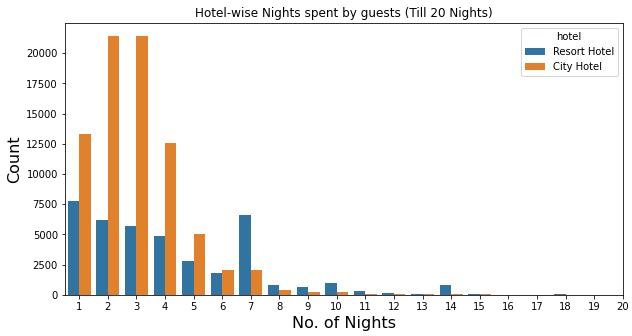 Hotel-wise Nights spent by guests (Till 20 Nights)
hotel
Resort Hotel
City Hotel
Count
20000
17500
15000
12500
10000
7500
5000
2500
0
1 2 3 4 5 6 7 8 9 10 11 12 13 14 15 16 17 18 19 20
No. of Nights